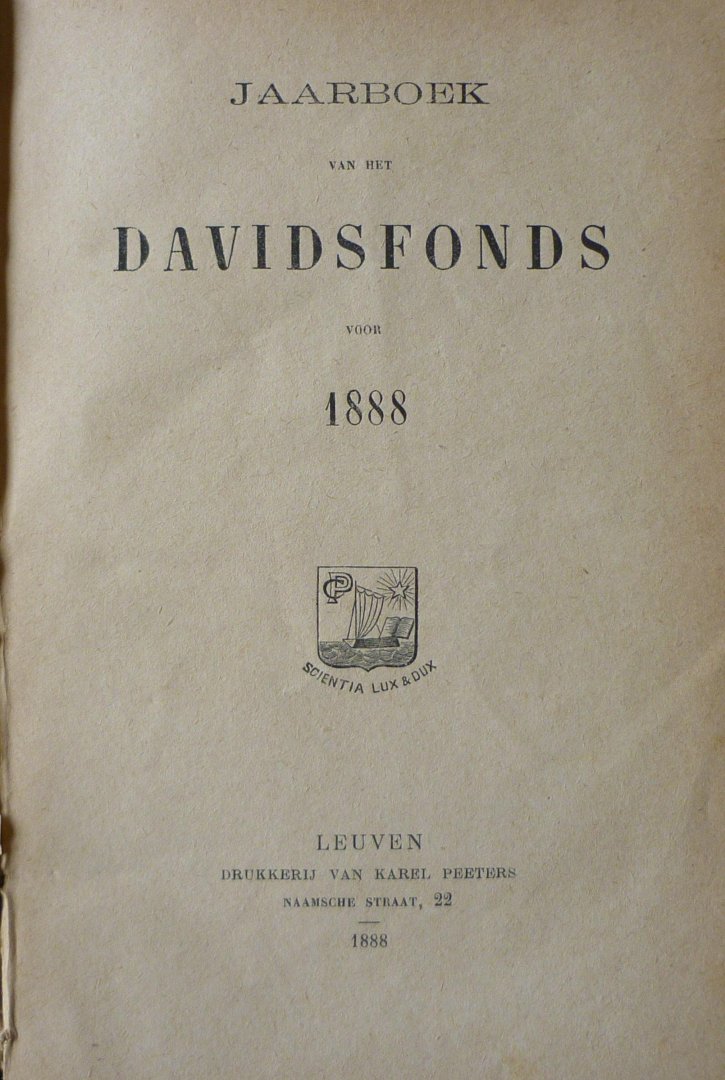 JAARBOEK
VAN HET
DAVIDSFONDS
VOOR
1888
CP
SCIENTIA LUX & DUX
LEUVEN
DRUKKERIJ VAN KAREL PEETERS
NAAMSCHE STRAAT, 22
1888